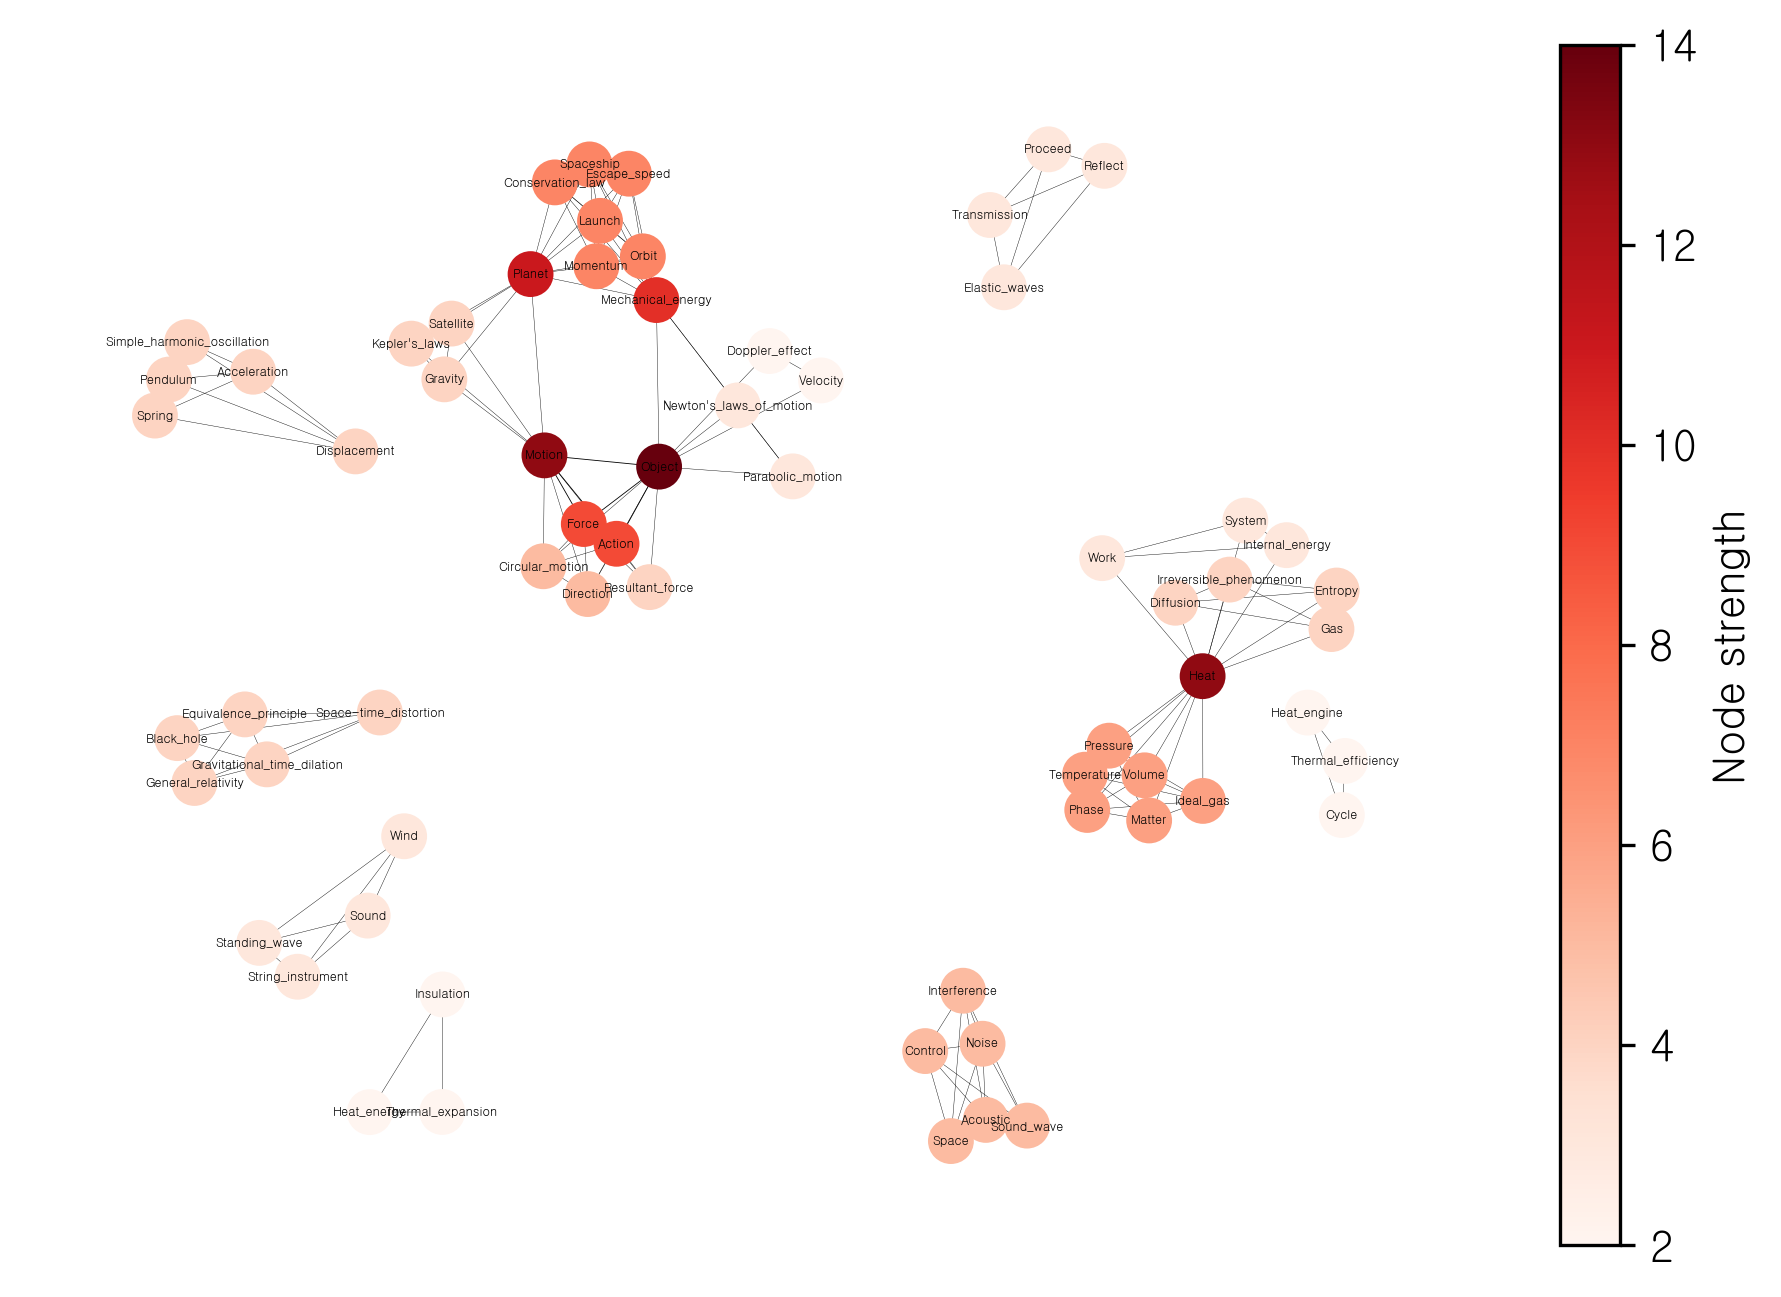 14
12
10
8
6
4
2
Node strength
Proceed
Reflect
Transmission
Elastic_waves
Spaceship
Escape_speed
Conservation_law
Launch
Orbit
Momentum
Planet
Mechanical_energy
Satellite
Kepler's_laws
Gravity
Simple_harmonic_oscillation
Acceleration
Pendulum
Spring
Displacement
Doppler_effect
Velocity
Newton's_laws_of_motion
Motion
Object
Parabolic_motion
Force
Action
Circular_motion
Direction
Resultant_force
System
Internal_energy
Work
Irreversible_phenomenon
Entropy
Diffusion
Gas
Heat
Heat_engine
Thermal_efficiency
Cycle
Pressure
Temperature
Volume
Phase
Ideal_gas
Matter
Equivalence_principle
Space-time_distortion
Black_hole
Gravitational_time_dilation
General_relativity
Wind
Sound
Standing_wave
String_instrument
Insulation
Heat_energy
Thermal_expansion
Interference
Control
Noise
Acoustic
Sound_wave
Space